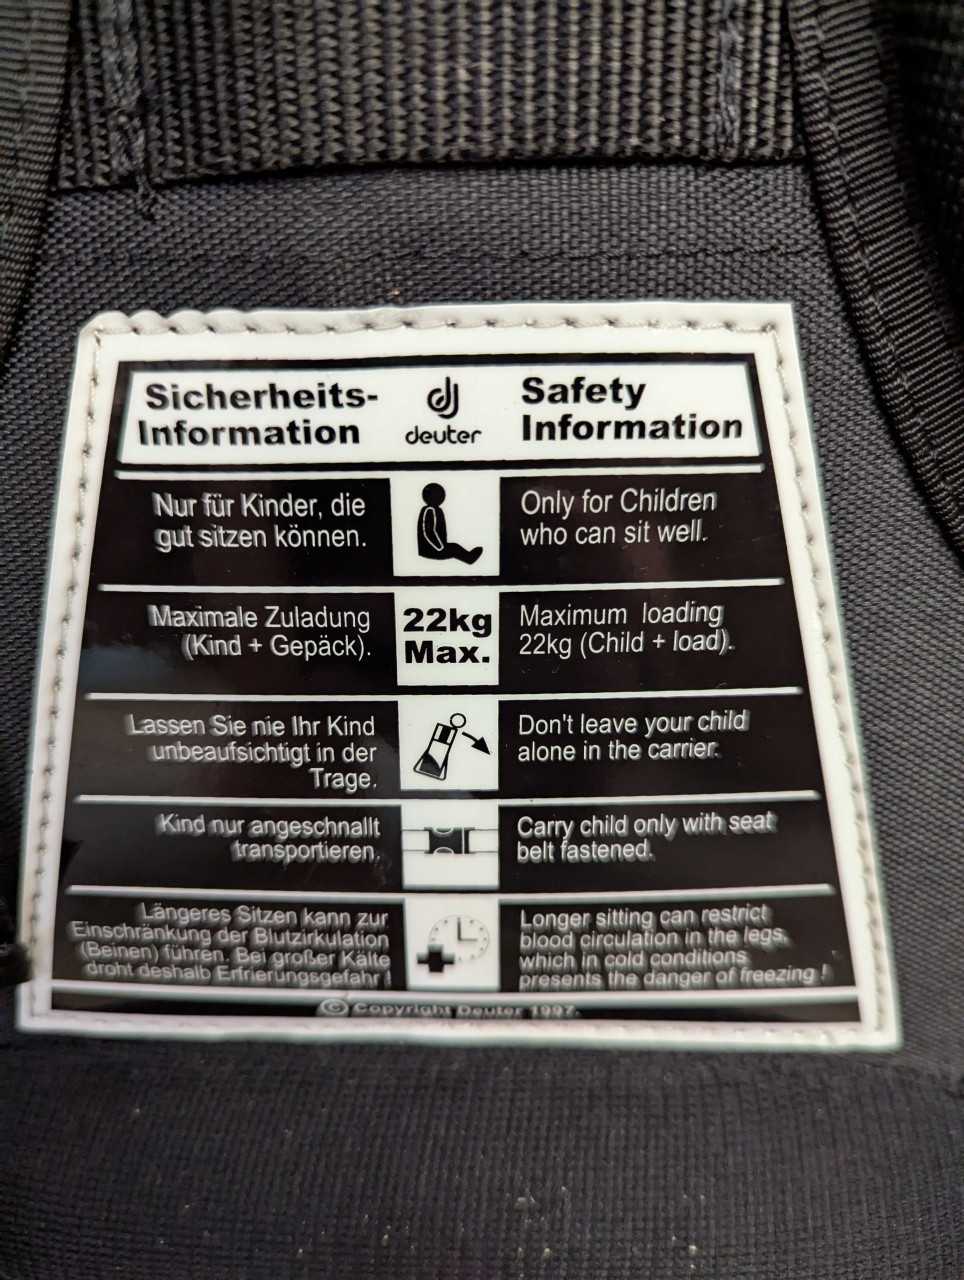 Sicherheits-
Information
deuter
Safety
Information
Nur für Kinder, die
gut sitzen können.
Only for Children
who can sit well.
Maximale Zuladung
(Kind + Gepäck).
22kg
Max.
Maximum loading
22kg (Child + load).
Lassen Sie nie Ihr Kind
unbeaufsichtigt in der
Trage.
Don't leave your child
alone in the carrier.
Kind nur angeschnallt
transportieren.
Carry child only with seat
belt fastened.
Längeres Sitzen kann zur
Einschränkung der Blutzirkulation
(Beinen) führen. Bei großer Kälte
droht deshalb Erfrierungsgefahr !
Longer sitting can restrict
blood circulation in the legs,
which in cold conditions
presents the danger of freezing !
© Copyright Deuter 1997.